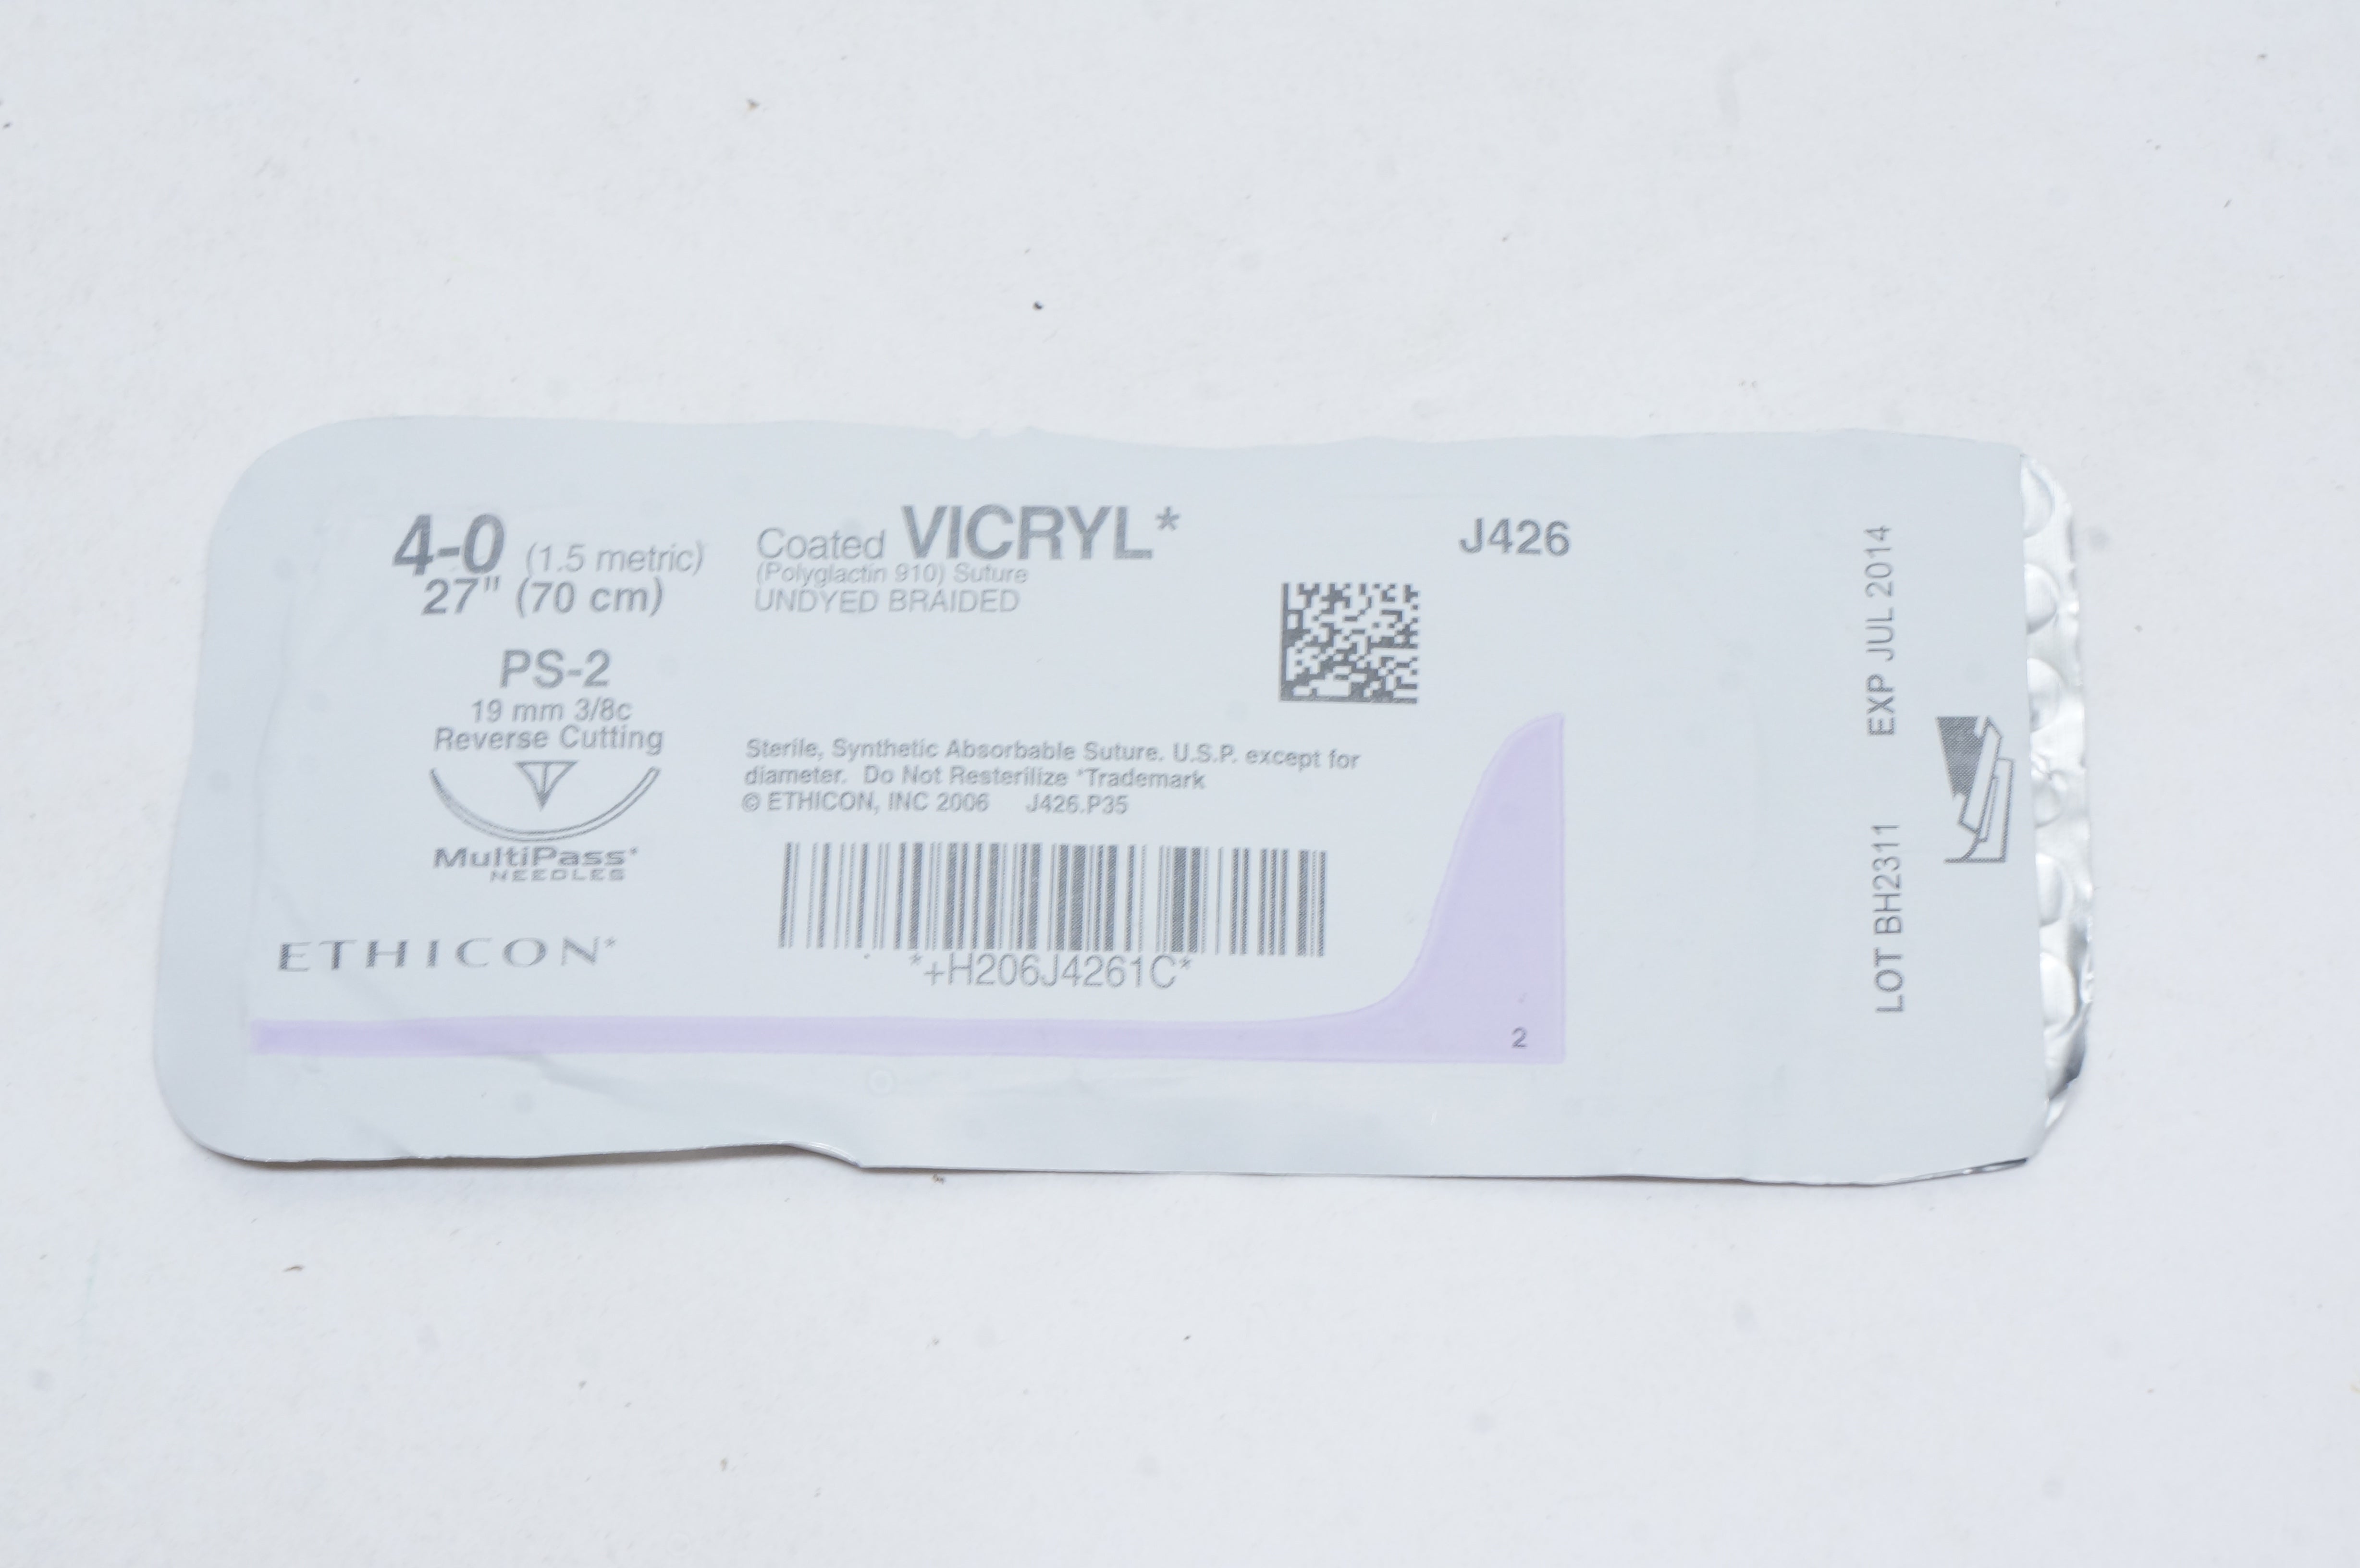 4-0 (1.5 metric)
27" (70 cm)
PS-2
19 mm 3/8c
Reverse Cutting
MultiPass*
NEEDLES
ETHICON*
Coated VICRYL*
(Polyglactin 910) Suture
UNDYED BRAIDED
J426
Sterile, Synthetic Absorbable Suture. U.S.P. except for
diameter. Do Not Resterilize *Trademark
© ETHICON, INC 2006 J426.P35
*+H206J4261C*
2
LOT BH2311 EXP JUL 2014